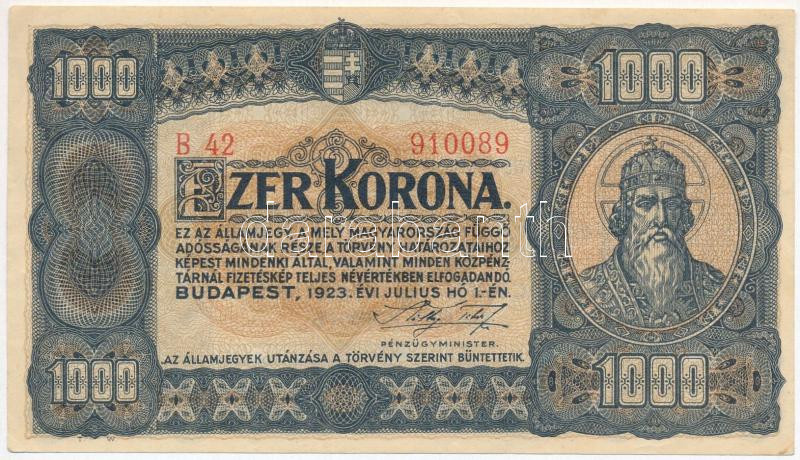 1000
1000
B 42 910089
EZER KORONA.
EZ AZ ÁLLAMJEGY, A MELY MAGYARORSZÁG FÜGGŐ
ADÓSSÁGÁNAK RÉSZE A TÖRVÉNY HATÁROZATAIHOZ
KÉPEST MINDENKI ÁLTAL, VALAMINT MINDEN KÖZPÉNZ
TÁRNÁL FIZETÉSKÉP TELJES NÉVÉRTÉKBEN ELFOGADANDÓ.
BUDAPEST, 1923. ÉVI JULIUS HÓ 1.-ÉN.
PÉNZÜGYMINISTER.
AZ ÁLLAMJEGYEK UTÁNZÁSA A TÖRVÉNY SZERINT BÜNTETTETIK.
1000
1000